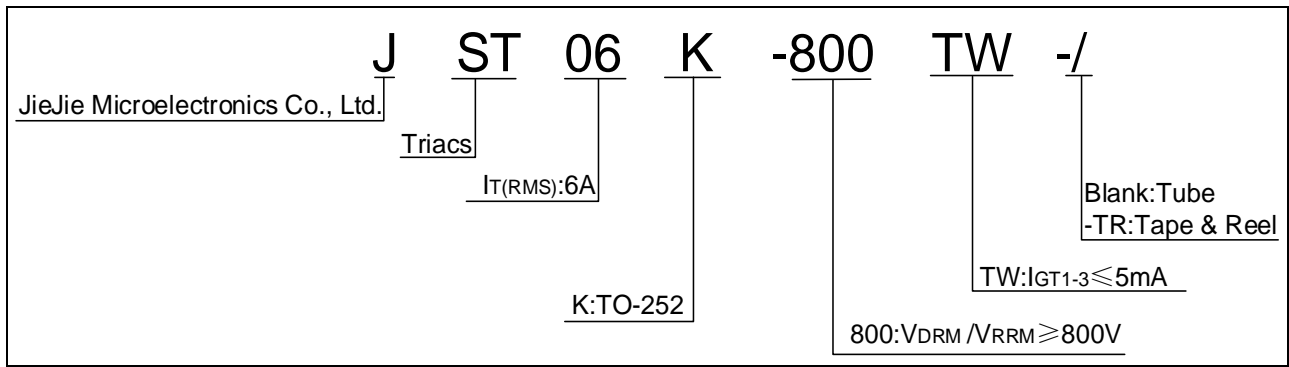 J ST 06 K -800 TW -/
JieJie Microelectronics Co., Ltd.
Triacs
IT(RMS):6A
Blank:Tube
-TR:Tape & Reel
TW:IGT1-3≤5mA
K:TO-252
800:VDRM /VRRM≥800V